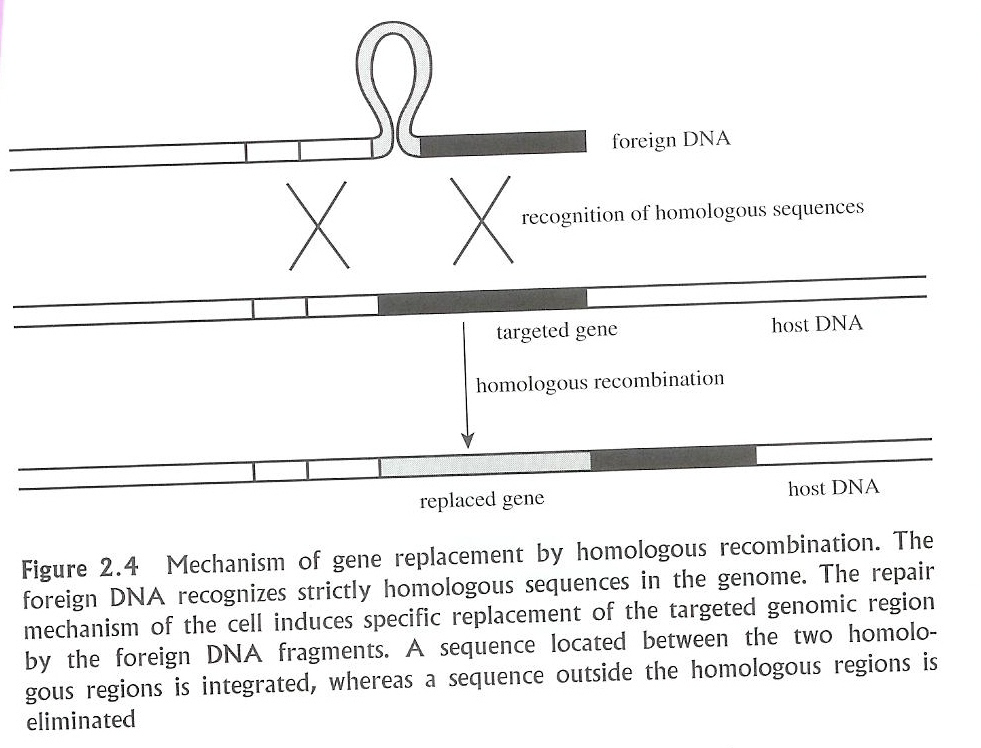 foreign DNA
recognition of homologous sequences
targeted gene
host DNA
homologous recombination
replaced gene
host DNA
Figure 2.4 Mechanism of gene replacement by homologous recombination. The
foreign DNA recognizes strictly homologous sequences in the genome. The repair
mechanism of the cell induces specific replacement of the targeted genomic region
by the foreign DNA fragments. A sequence located between the two homolo-
gous regions is integrated, whereas a sequence outside the homologous regions is
eliminated